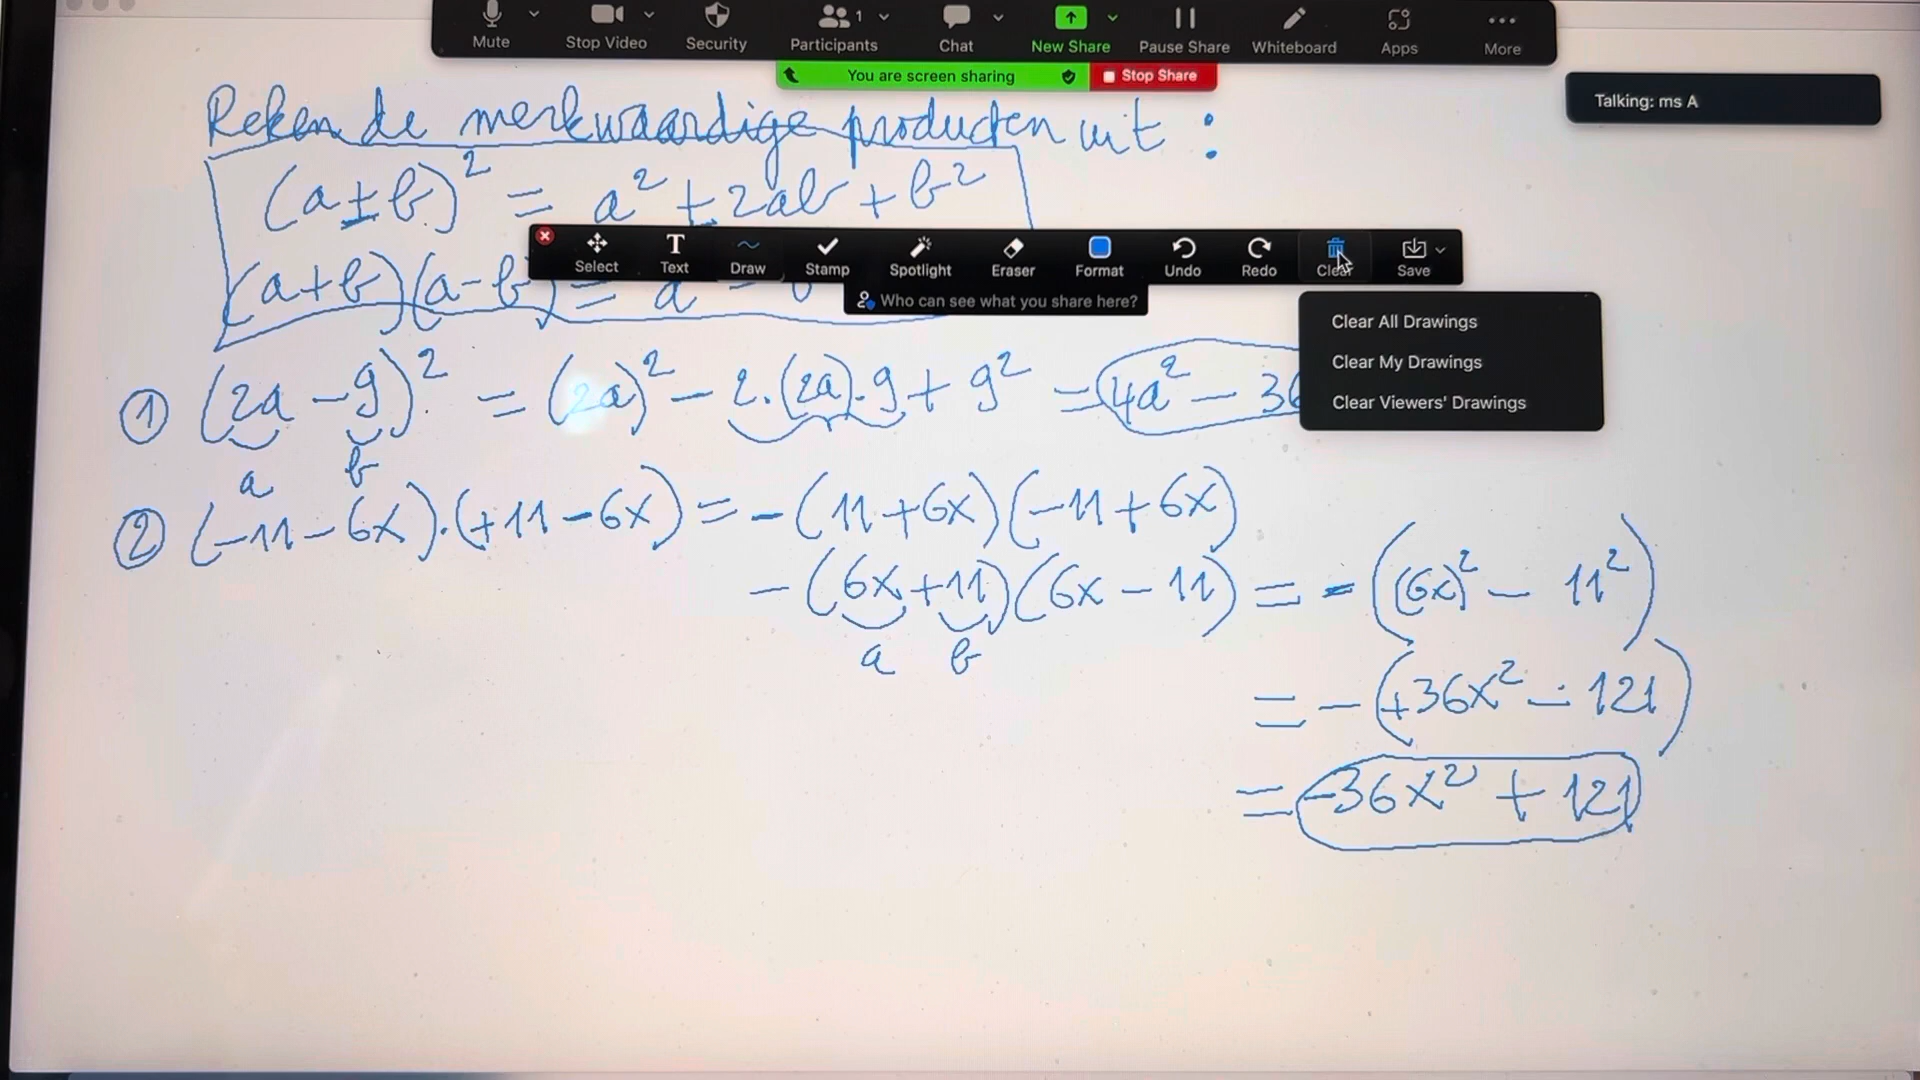 Mute Stop Video Security Participants 1 Chat New Share Pause Share Whiteboard Apps More
You are screen sharing Stop Share
Talking: ms A
Reken de merkwaardige producten uit :
(a±b)² = a² ± 2ab + b²
Select Text Draw Stamp Spotlight Eraser Format Undo Redo Clear Save
(a+b)(a-b) = a
Who can see what you share here?
Clear All Drawings
Clear My Drawings
Clear Viewers' Drawings
① (2a - 9)² = (2a)² - 2.(2a).9 + 9² = 4a² - 36
a b
② (-11 - 6x).(+11 - 6x) = -(11 + 6x)(-11 + 6x)
-(6x + 11)(6x - 11) = -((6x)² - 11²)
a b
= -(+36x² - 121)
= -36x² + 121